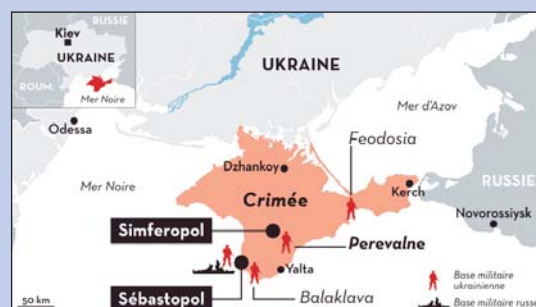 RUSSIE
Kiev
UKRAINE
ROUM.
Mer Noire
Odessa
UKRAINE
Mer d'Azov
Feodosia
Dzhankoy
Mer Noire
Crimée
Kerch
RUSSIE
Simferopol
Novorossiysk
Perevalne
Yalta
Base militaire
ukrainienne
Sébastopol
Balaklava
Base militaire russe
50 km